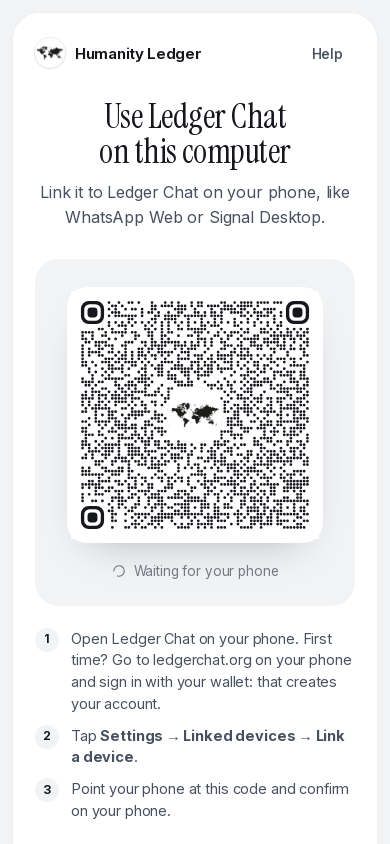 Humanity Ledger
Help
Use Ledger Chat
on this computer
Link it to Ledger Chat on your phone, like
WhatsApp Web or Signal Desktop.
Waiting for your phone
1
Open Ledger Chat on your phone. First
time? Go to ledgerchat.org on your phone
and sign in with your wallet: that creates
your account.
2
Tap Settings → Linked devices → Link
a device.
3
Point your phone at this code and confirm
on your phone.